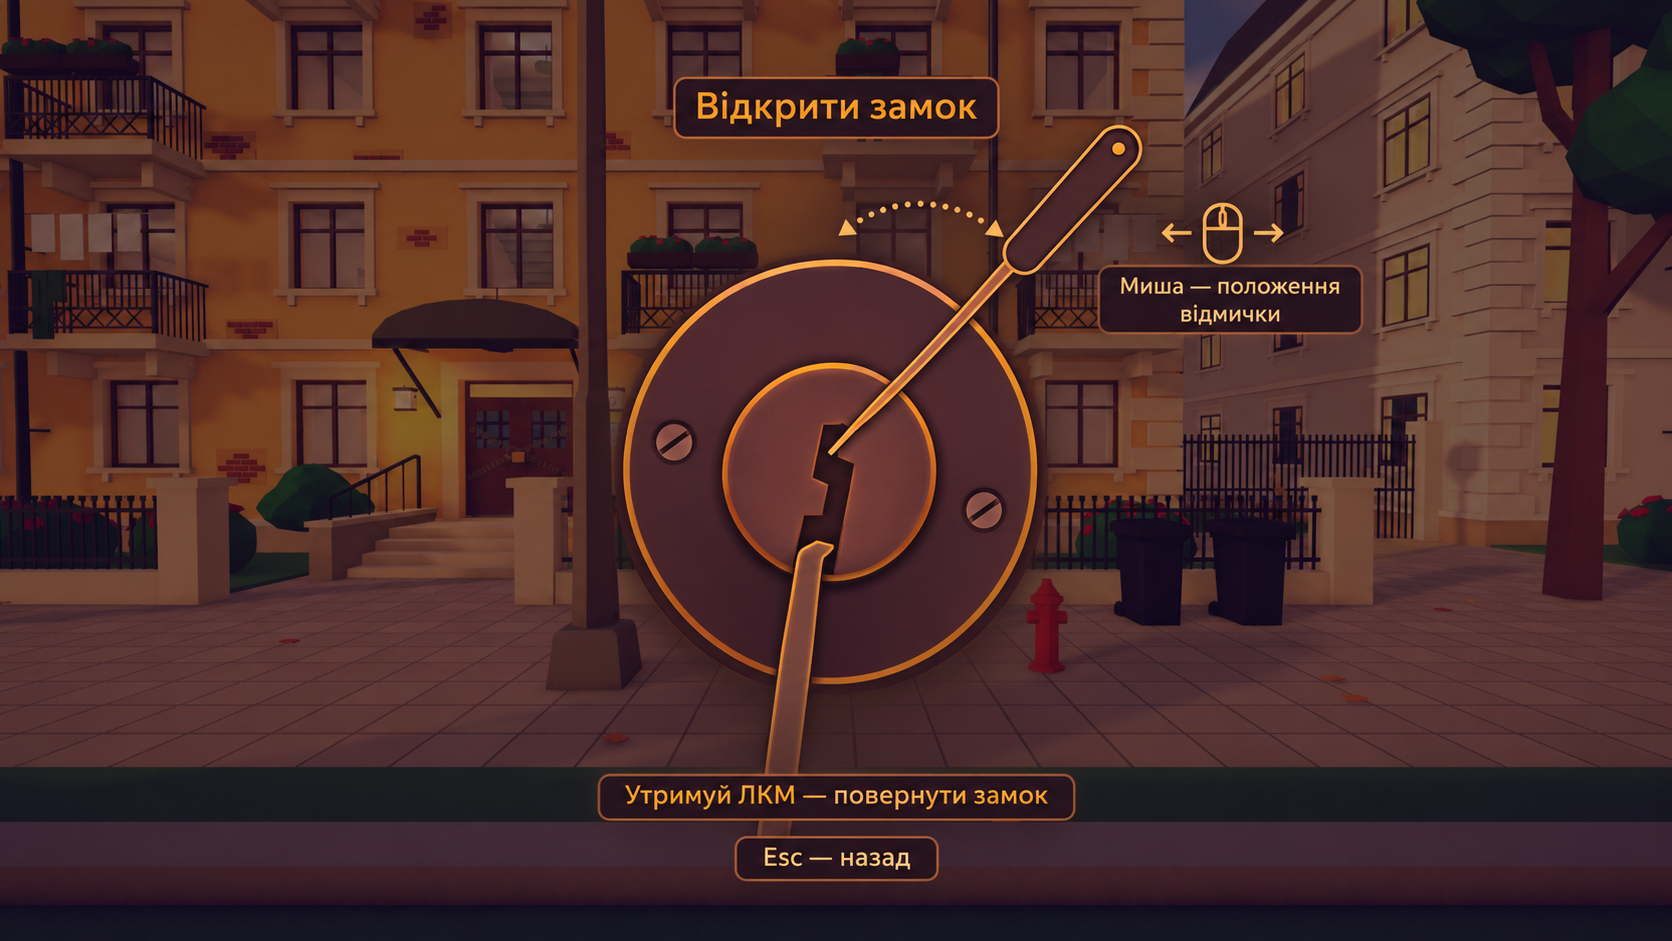 Відкрити замок
Миша — положення
відмички
Утримуй ЛКМ — повернути замок
Esc — назад